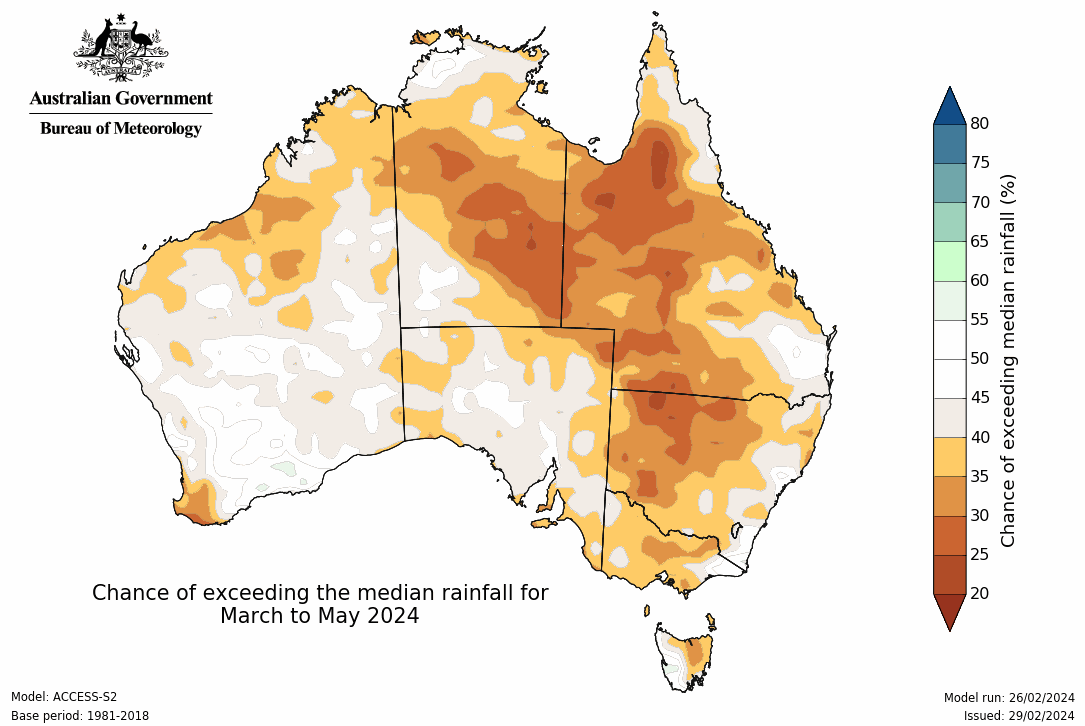 AUSTRALIA
Australian Government
Bureau of Meteorology
80
75
70
65
60
55
50
45
40
35
30
25
20
Chance of exceeding median rainfall (%)
Chance of exceeding the median rainfall for
March to May 2024
Model: ACCESS-S2
Base period: 1981-2018
Model run: 26/02/2024
Issued: 29/02/2024